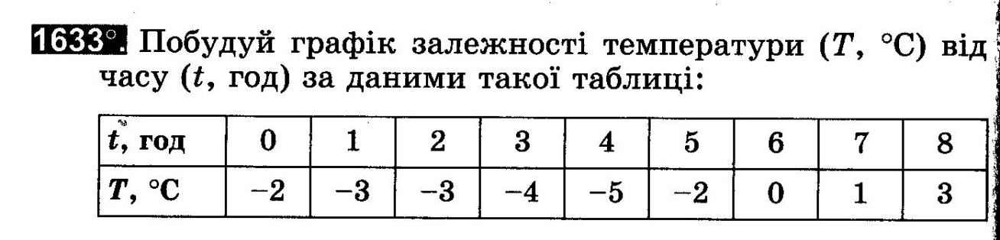 1633°. Побудуй графік залежності температури (T, °C) від
часу (t, год) за даними такої таблиці:
t, год 0 1 2 3 4 5 6 7 8
T, °C −2 −3 −3 −4 −5 −2 0 1 3